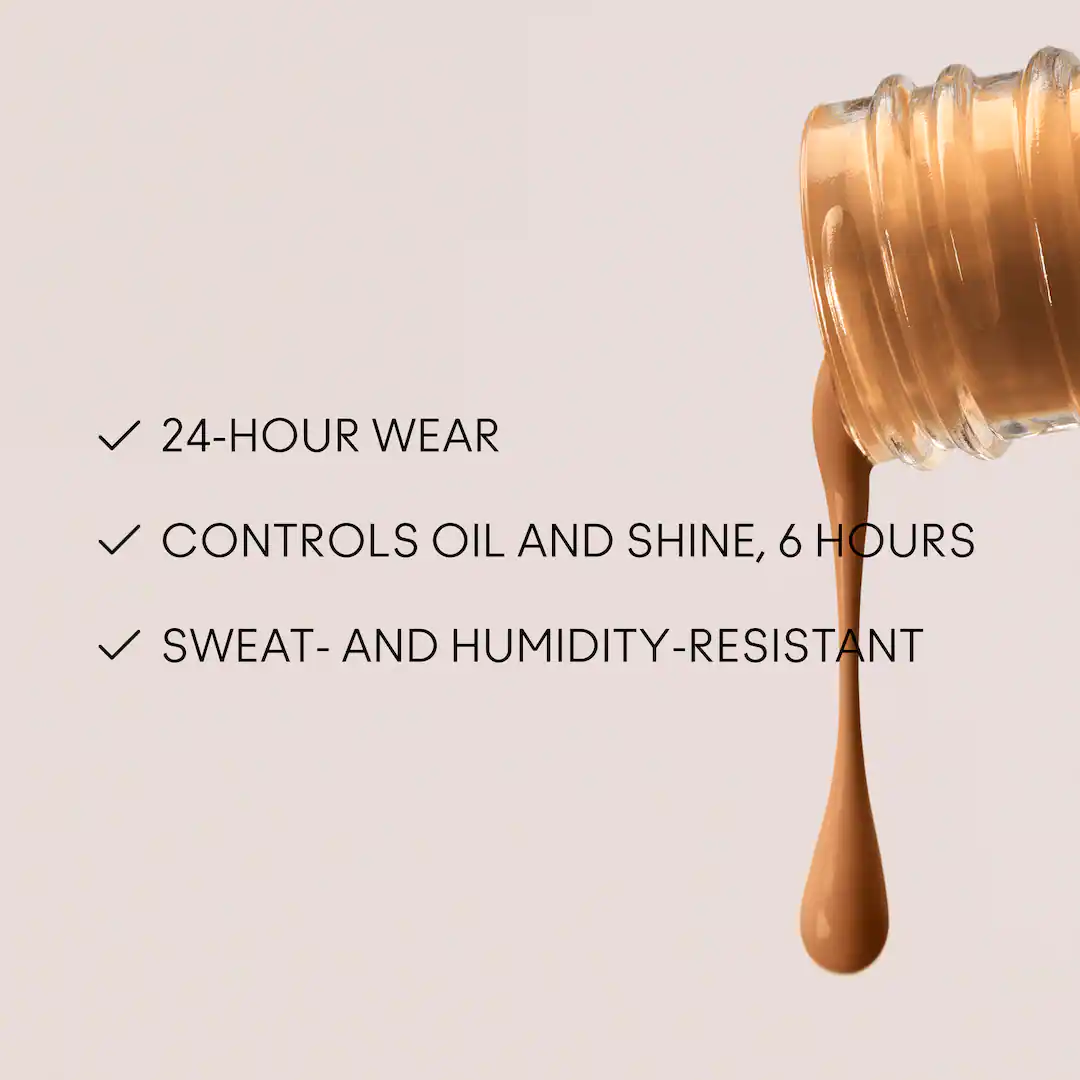 24-HOUR WEAR
CONTROLS OIL AND SHINE, 6 HOURS
SWEAT- AND HUMIDITY-RESISTANT